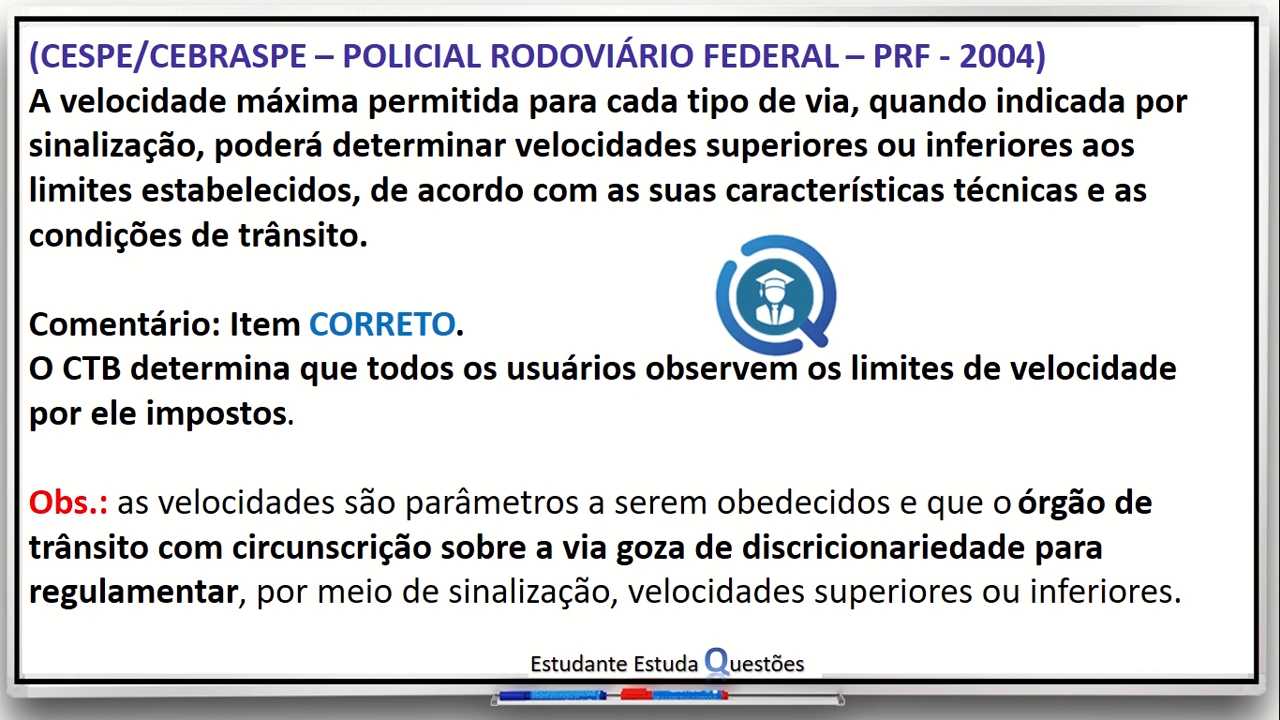 (CESPE/CEBRASPE – POLICIAL RODOVIÁRIO FEDERAL – PRF - 2004)
A velocidade máxima permitida para cada tipo de via, quando indicada por
sinalização, poderá determinar velocidades superiores ou inferiores aos
limites estabelecidos, de acordo com as suas características técnicas e as
condições de trânsito.
Comentário: Item CORRETO.
O CTB determina que todos os usuários observem os limites de velocidade
por ele impostos.
Obs.: as velocidades são parâmetros a serem obedecidos e que o órgão de
trânsito com circunscrição sobre a via goza de discricionariedade para
regulamentar, por meio de sinalização, velocidades superiores ou inferiores.
Estudante Estuda Questões